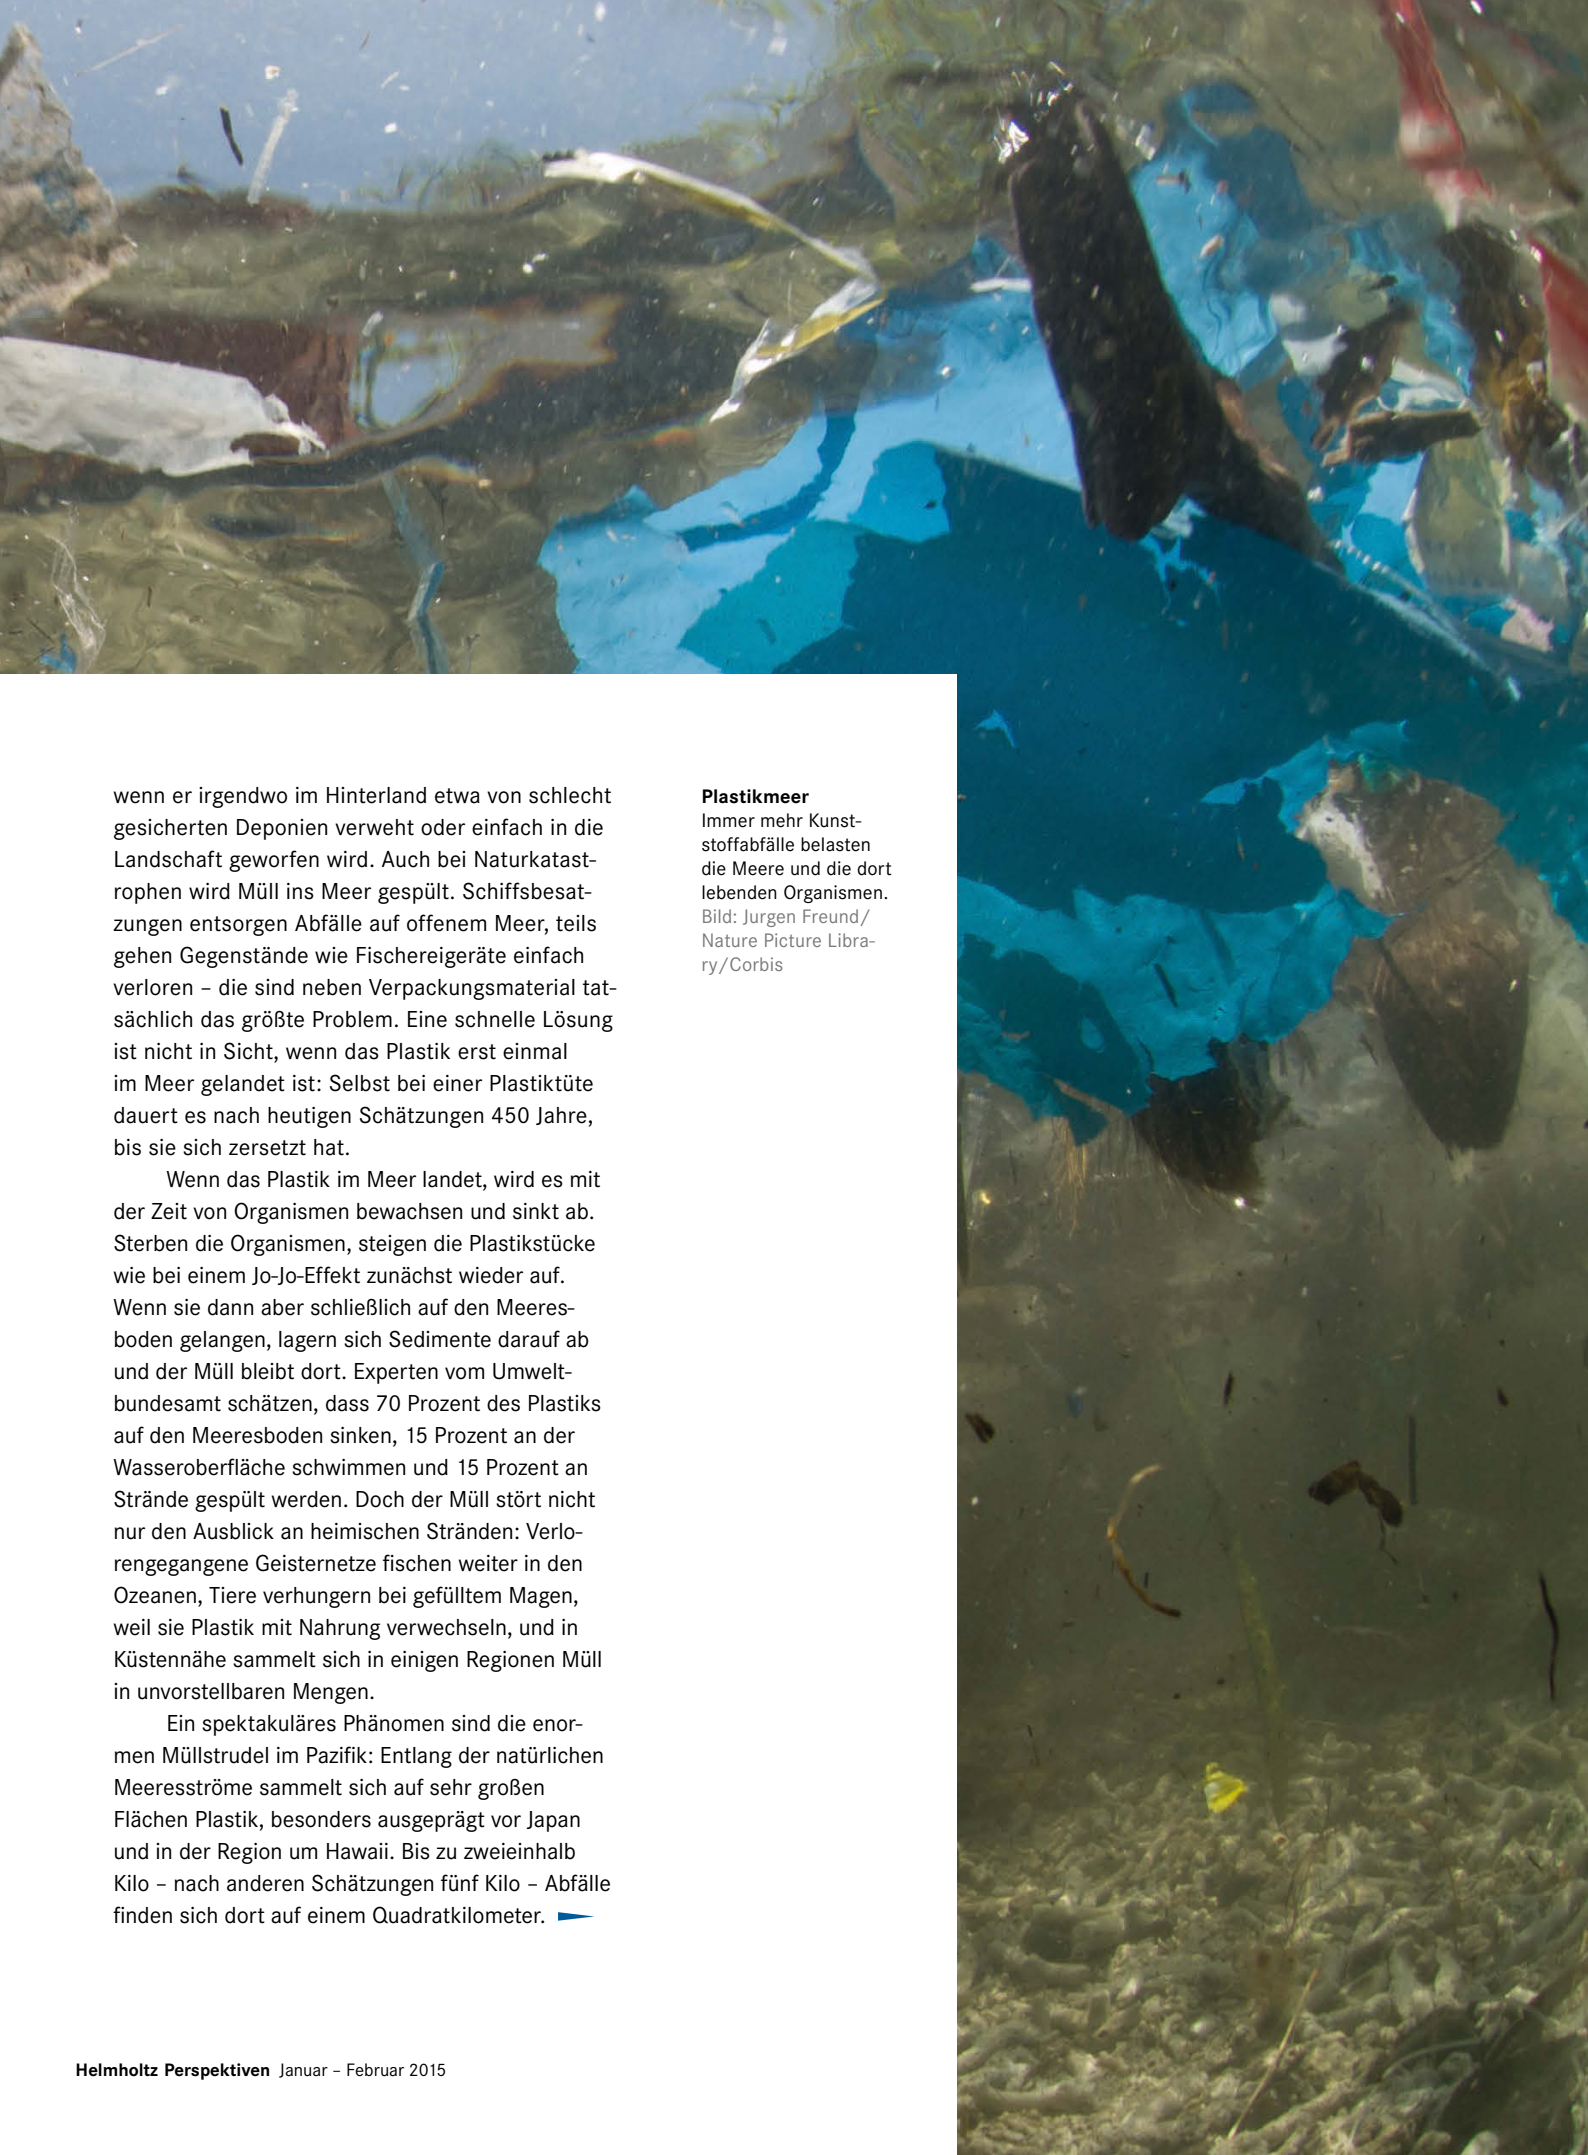 wenn er irgendwo im Hinterland etwa von schlecht
gesicherten Deponien verweht oder einfach in die
Landschaft geworfen wird. Auch bei Naturkatast-
rophen wird Müll ins Meer gespült. Schiffsbesat-
zungen entsorgen Abfälle auf offenem Meer, teils
gehen Gegenstände wie Fischereigeräte einfach
verloren – die sind neben Verpackungsmaterial tat-
sächlich das größte Problem. Eine schnelle Lösung
ist nicht in Sicht, wenn das Plastik erst einmal
im Meer gelandet ist: Selbst bei einer Plastiktüte
dauert es nach heutigen Schätzungen 450 Jahre,
bis sie sich zersetzt hat.
Wenn das Plastik im Meer landet, wird es mit
der Zeit von Organismen bewachsen und sinkt ab.
Sterben die Organismen, steigen die Plastikstücke
wie bei einem Jo-Jo-Effekt zunächst wieder auf.
Wenn sie dann aber schließlich auf den Meeres-
boden gelangen, lagern sich Sedimente darauf ab
und der Müll bleibt dort. Experten vom Umwelt-
bundesamt schätzen, dass 70 Prozent des Plastiks
auf den Meeresboden sinken, 15 Prozent an der
Wasseroberfläche schwimmen und 15 Prozent an
Strände gespült werden. Doch der Müll stört nicht
nur den Ausblick an heimischen Stränden: Verlo-
rengegangene Geisternetze fischen weiter in den
Ozeanen, Tiere verhungern bei gefülltem Magen,
weil sie Plastik mit Nahrung verwechseln, und in
Küstennähe sammelt sich in einigen Regionen Müll
in unvorstellbaren Mengen.
Ein spektakuläres Phänomen sind die enor-
men Müllstrudel im Pazifik: Entlang der natürlichen
Meeresströme sammelt sich auf sehr großen
Flächen Plastik, besonders ausgeprägt vor Japan
und in der Region um Hawaii. Bis zu zweieinhalb
Kilo – nach anderen Schätzungen fünf Kilo – Abfälle
finden sich dort auf einem Quadratkilometer.
Plastikmeer
Immer mehr Kunst-
stoffabfälle belasten
die Meere und die dort
lebenden Organismen.
Bild: Jurgen Freund/
Nature Picture Libra-
ry/Corbis
Helmholtz Perspektiven Januar – Februar 2015